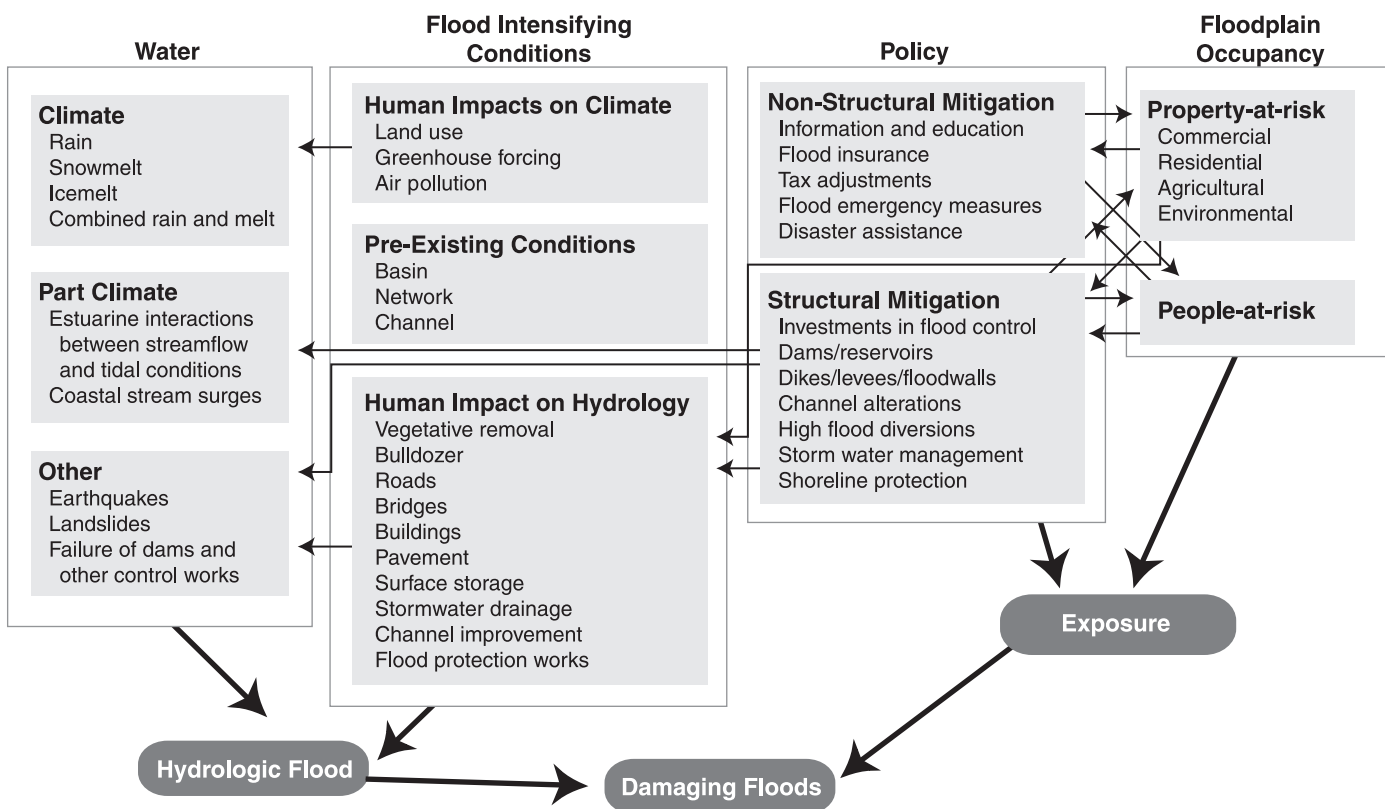 Water
Climate
Rain
Snowmelt
Icemelt
Combined rain and melt
Part Climate
Estuarine interactions
between streamflow
and tidal conditions
Coastal stream surges
Other
Earthquakes
Landslides
Failure of dams and
other control works
Flood Intensifying
Conditions
Human Impacts on Climate
Land use
Greenhouse forcing
Air pollution
Pre-Existing Conditions
Basin
Network
Channel
Human Impact on Hydrology
Vegetative removal
Bulldozer
Roads
Bridges
Buildings
Pavement
Surface storage
Stormwater drainage
Channel improvement
Flood protection works
Policy
Non-Structural Mitigation
Information and education
Flood insurance
Tax adjustments
Flood emergency measures
Disaster assistance
Structural Mitigation
Investments in flood control
Dams/reservoirs
Dikes/levees/floodwalls
Channel alterations
High flood diversions
Storm water management
Shoreline protection
Floodplain
Occupancy
Property-at-risk
Commercial
Residential
Agricultural
Environmental
People-at-risk
Exposure
Hydrologic Flood
Damaging Floods